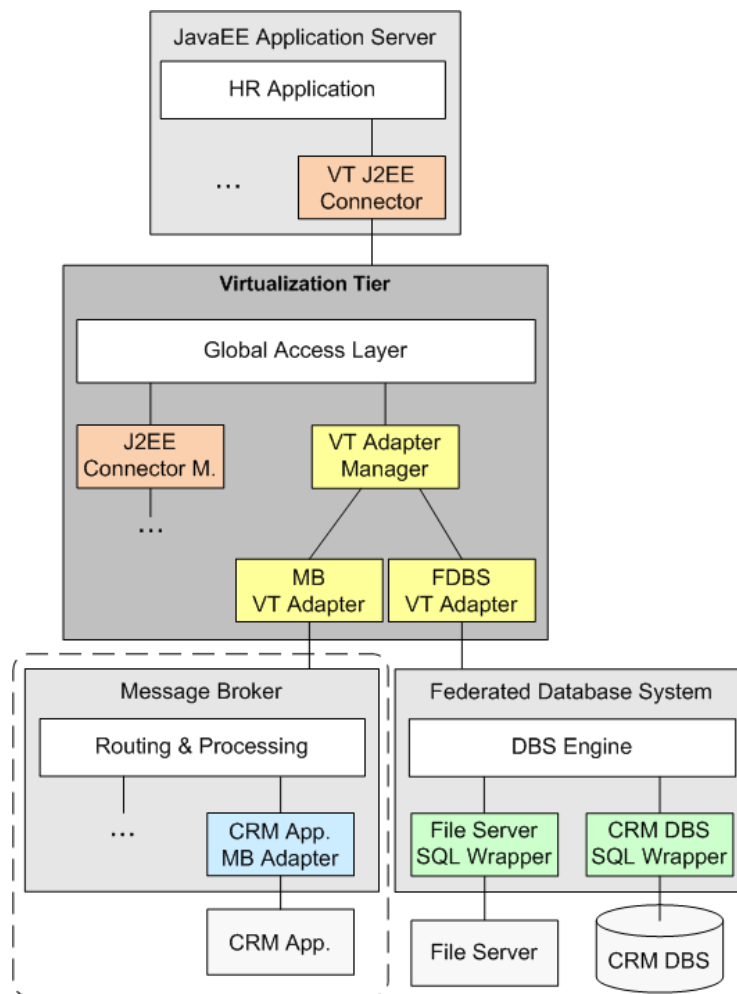 JavaEE Application Server
HR Application
...
VT J2EE
Connector
Virtualization Tier
Global Access Layer
J2EE
Connector M.
...
VT Adapter
Manager
MB
VT Adapter
FDBS
VT Adapter
Message Broker
Routing & Processing
...
CRM App.
MB Adapter
CRM App.
Federated Database System
DBS Engine
File Server
SQL Wrapper
CRM DBS
SQL Wrapper
File Server
CRM DBS